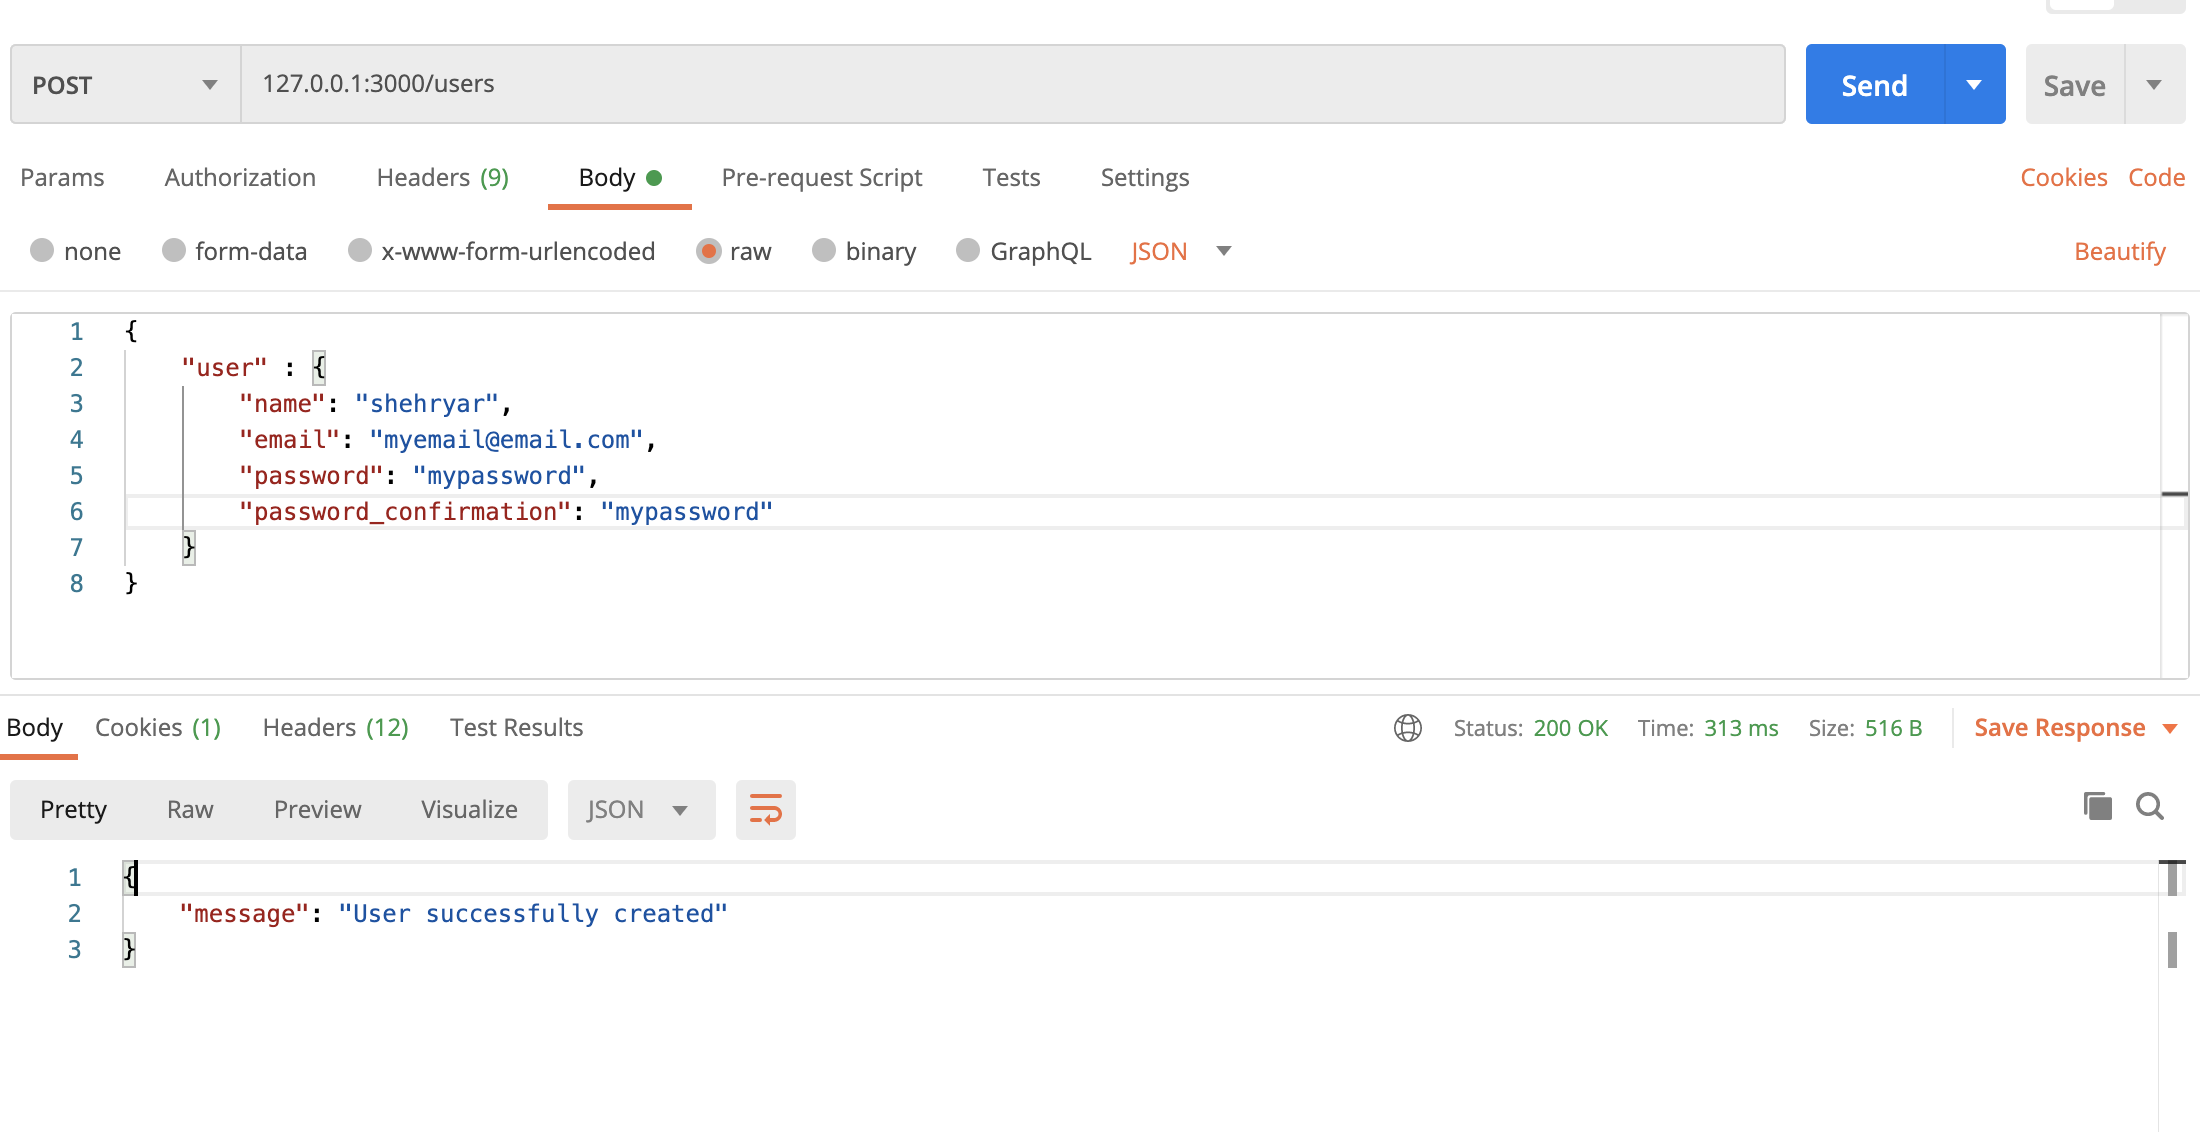 POST 127.0.0.1:3000/users Send Save
Params Authorization Headers (9) Body Pre-request Script Tests Settings Cookies Code
none form-data x-www-form-urlencoded raw binary GraphQL JSON Beautify
1 {
2 "user" : {
3 "name": "shehryar",
4 "email": "myemail@email.com",
5 "password": "mypassword",
6 "password_confirmation": "mypassword"
7 }
8 }
Body Cookies (1) Headers (12) Test Results Status: 200 OK Time: 313 ms Size: 516 B Save Response
Pretty Raw Preview Visualize JSON
1 {
2 "message": "User successfully created"
3 }